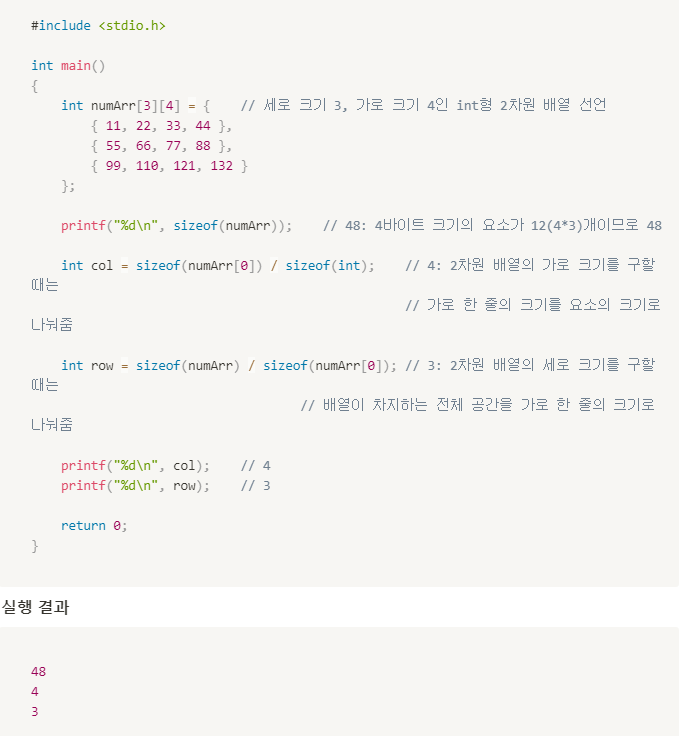 #include <stdio.h>
int main()
{
    int numArr[3][4] = {    // 세로 크기 3, 가로 크기 4인 int형 2차원 배열 선언
        { 11, 22, 33, 44 },
        { 55, 66, 77, 88 },
        { 99, 110, 121, 132 }
    };
    printf("%d\n", sizeof(numArr));    // 48: 4바이트 크기의 요소가 12(4*3)개이므로 48
    int col = sizeof(numArr[0]) / sizeof(int);    // 4: 2차원 배열의 가로 크기를 구할
때는
                                                  // 가로 한 줄의 크기를 요소의 크기로
나눠줌
    int row = sizeof(numArr) / sizeof(numArr[0]); // 3: 2차원 배열의 세로 크기를 구할
때는
                                    // 배열이 차지하는 전체 공간을 가로 한 줄의 크기로
나눠줌
    printf("%d\n", col);    // 4
    printf("%d\n", row);    // 3
    return 0;
}
실행 결과
48
4
3